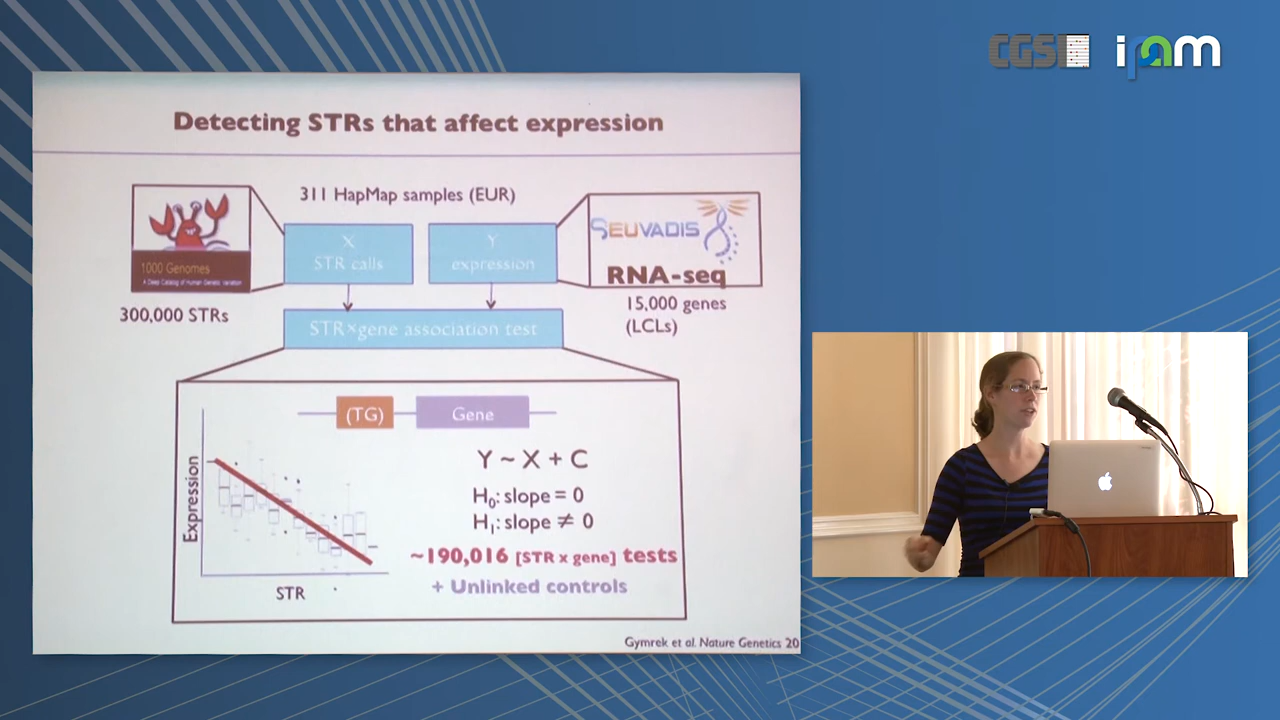 CGSI
ipam
Detecting STRs that affect expression
311 HapMap samples (EUR)
X
STR calls
Y
expression
1000 Genomes
A Deep Catalog of Human Genetic Variation
GEUVADIS
RNA-seq
300,000 STRs
15,000 genes
(LCLs)
STR×gene association test
(TG)
Gene
Expression
STR
Y ~ X + C
H0: slope = 0
H1: slope ≠ 0
~190,016 [STR x gene] tests
+ Unlinked controls
Gymrek et al. Nature Genetics 20